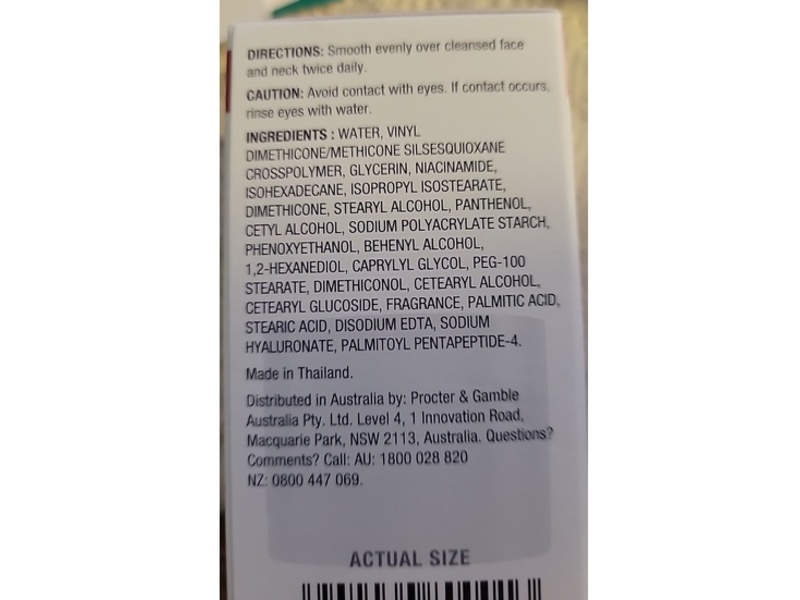 DIRECTIONS: Smooth evenly over cleansed face
and neck twice daily.
CAUTION: Avoid contact with eyes. If contact occurs,
rinse eyes with water.
INGREDIENTS : WATER, VINYL
DIMETHICONE/METHICONE SILSESQUIOXANE
CROSSPOLYMER, GLYCERIN, NIACINAMIDE,
ISOHEXADECANE, ISOPROPYL ISOSTEARATE,
DIMETHICONE, STEARYL ALCOHOL, PANTHENOL,
CETYL ALCOHOL, SODIUM POLYACRYLATE STARCH,
PHENOXYETHANOL, BEHENYL ALCOHOL,
1,2-HEXANEDIOL, CAPRYLYL GLYCOL, PEG-100
STEARATE, DIMETHICONOL, CETEARYL ALCOHOL,
CETEARYL GLUCOSIDE, FRAGRANCE, PALMITIC ACID,
STEARIC ACID, DISODIUM EDTA, SODIUM
HYALURONATE, PALMITOYL PENTAPEPTIDE-4.
Made in Thailand.
Distributed in Australia by: Procter & Gamble
Australia Pty. Ltd. Level 4, 1 Innovation Road,
Macquarie Park, NSW 2113, Australia. Questions?
Comments? Call: AU: 1800 028 820
NZ: 0800 447 069.
ACTUAL SIZE